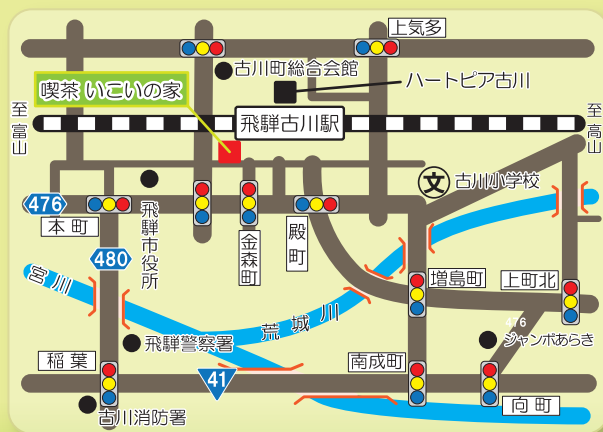 上気多
古川町総合会館
ハートピア古川
喫茶 いこいの家
至富山
飛騨古川駅
至高山
文
古川小学校
476
本町
飛騨市役所
金森町
殿町
480
宮川
増島町
上町北
荒城川
476
ジャンボあらき
飛騨警察署
稲葉
41
南成町
向町
古川消防署